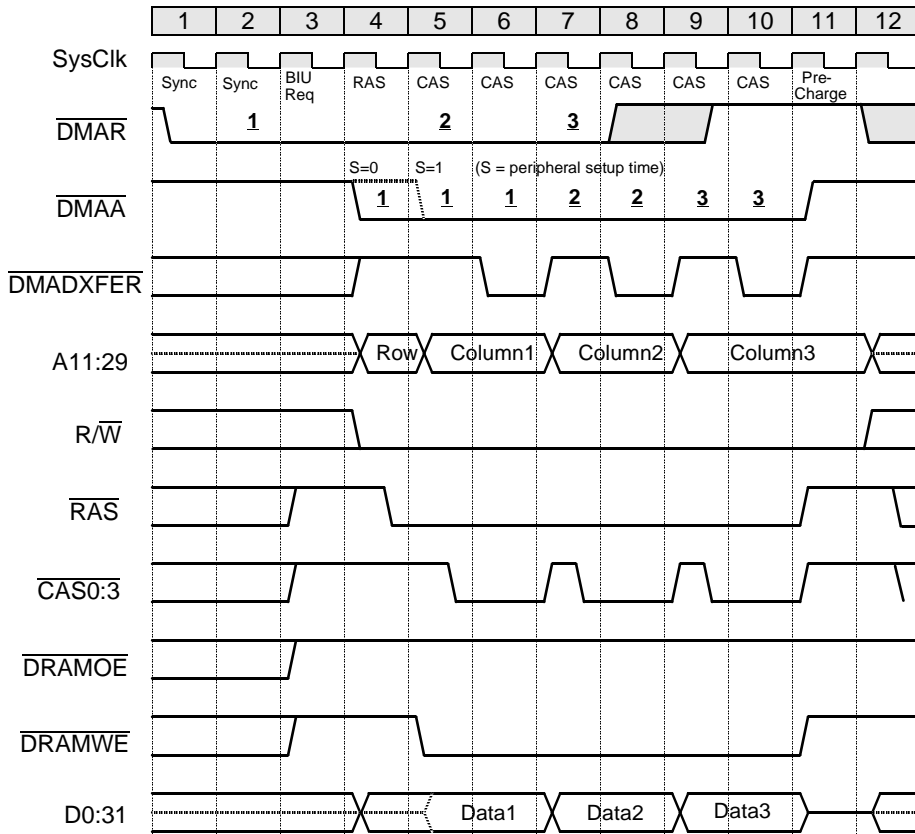 1 2 3 4 5 6 7 8 9 10 11 12
SysClk
Sync Sync BIU Req RAS CAS CAS CAS CAS CAS CAS Pre-Charge
DMAR 1 2 3
S=0 S=1 (S = peripheral setup time)
DMAA 1 1 1 2 2 3 3
DMADXFER
A11:29 Row Column1 Column2 Column3
R/W
RAS
CAS0:3
DRAMOE
DRAMWE
D0:31 Data1 Data2 Data3